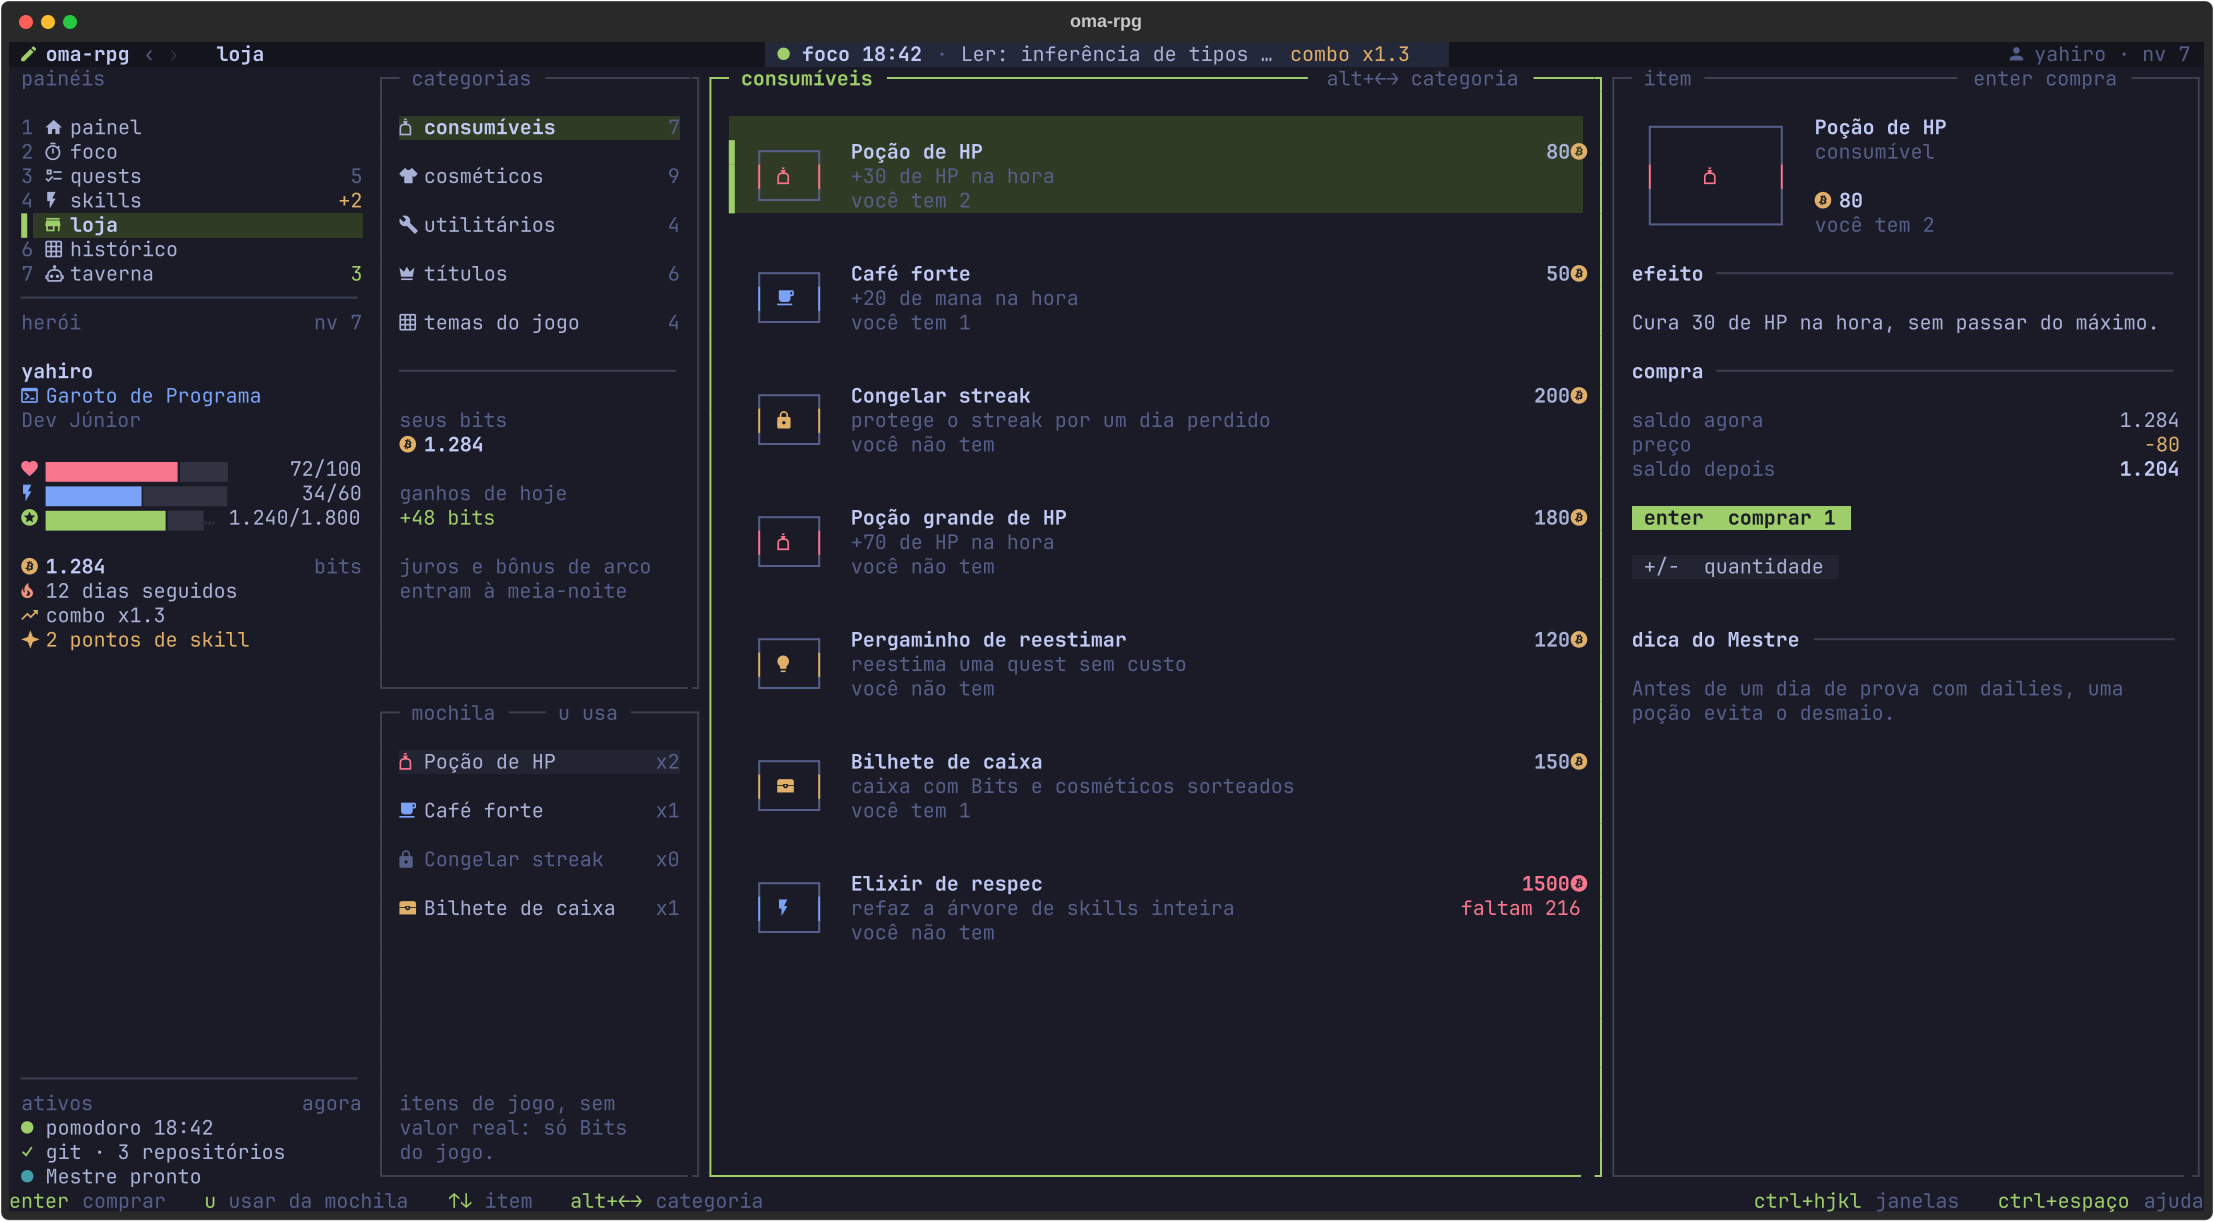 oma-rpg
oma-rpg ‹ › loja
foco 18:42 · Ler: inferência de tipos … combo x1.3
yahiro · nv 7
painéis
1 painel
2 foco
3 quests 5
4 skills +2
loja
6 histórico
7 taverna 3
herói nv 7
yahiro
Garoto de Programa
Dev Júnior
72/100
34/60
… 1.240/1.800
1.284 bits
12 dias seguidos
combo x1.3
2 pontos de skill
ativos agora
pomodoro 18:42
git · 3 repositórios
Mestre pronto
categorias
consumíveis 7
cosméticos 9
utilitários 4
títulos 6
temas do jogo 4
seus bits
1.284
ganhos de hoje
+48 bits
juros e bônus de arco
entram à meia-noite
mochila u usa
Poção de HP x2
Café forte x1
Congelar streak x0
Bilhete de caixa x1
itens de jogo, sem
valor real: só Bits
do jogo.
consumíveis alt+←→ categoria
Poção de HP 80
+30 de HP na hora
você tem 2
Café forte 50
+20 de mana na hora
você tem 1
Congelar streak 200
protege o streak por um dia perdido
você não tem
Poção grande de HP 180
+70 de HP na hora
você não tem
Pergaminho de reestimar 120
reestima uma quest sem custo
você não tem
Bilhete de caixa 150
caixa com Bits e cosméticos sorteados
você tem 1
Elixir de respec 1500
refaz a árvore de skills inteira faltam 216
você não tem
item enter compra
Poção de HP
consumível
80
você tem 2
efeito
Cura 30 de HP na hora, sem passar do máximo.
compra
saldo agora 1.284
preço -80
saldo depois 1.204
enter comprar 1
+/- quantidade
dica do Mestre
Antes de um dia de prova com dailies, uma
poção evita o desmaio.
enter comprar u usar da mochila ↑↓ item alt+←→ categoria
ctrl+hjkl janelas ctrl+espaço ajuda